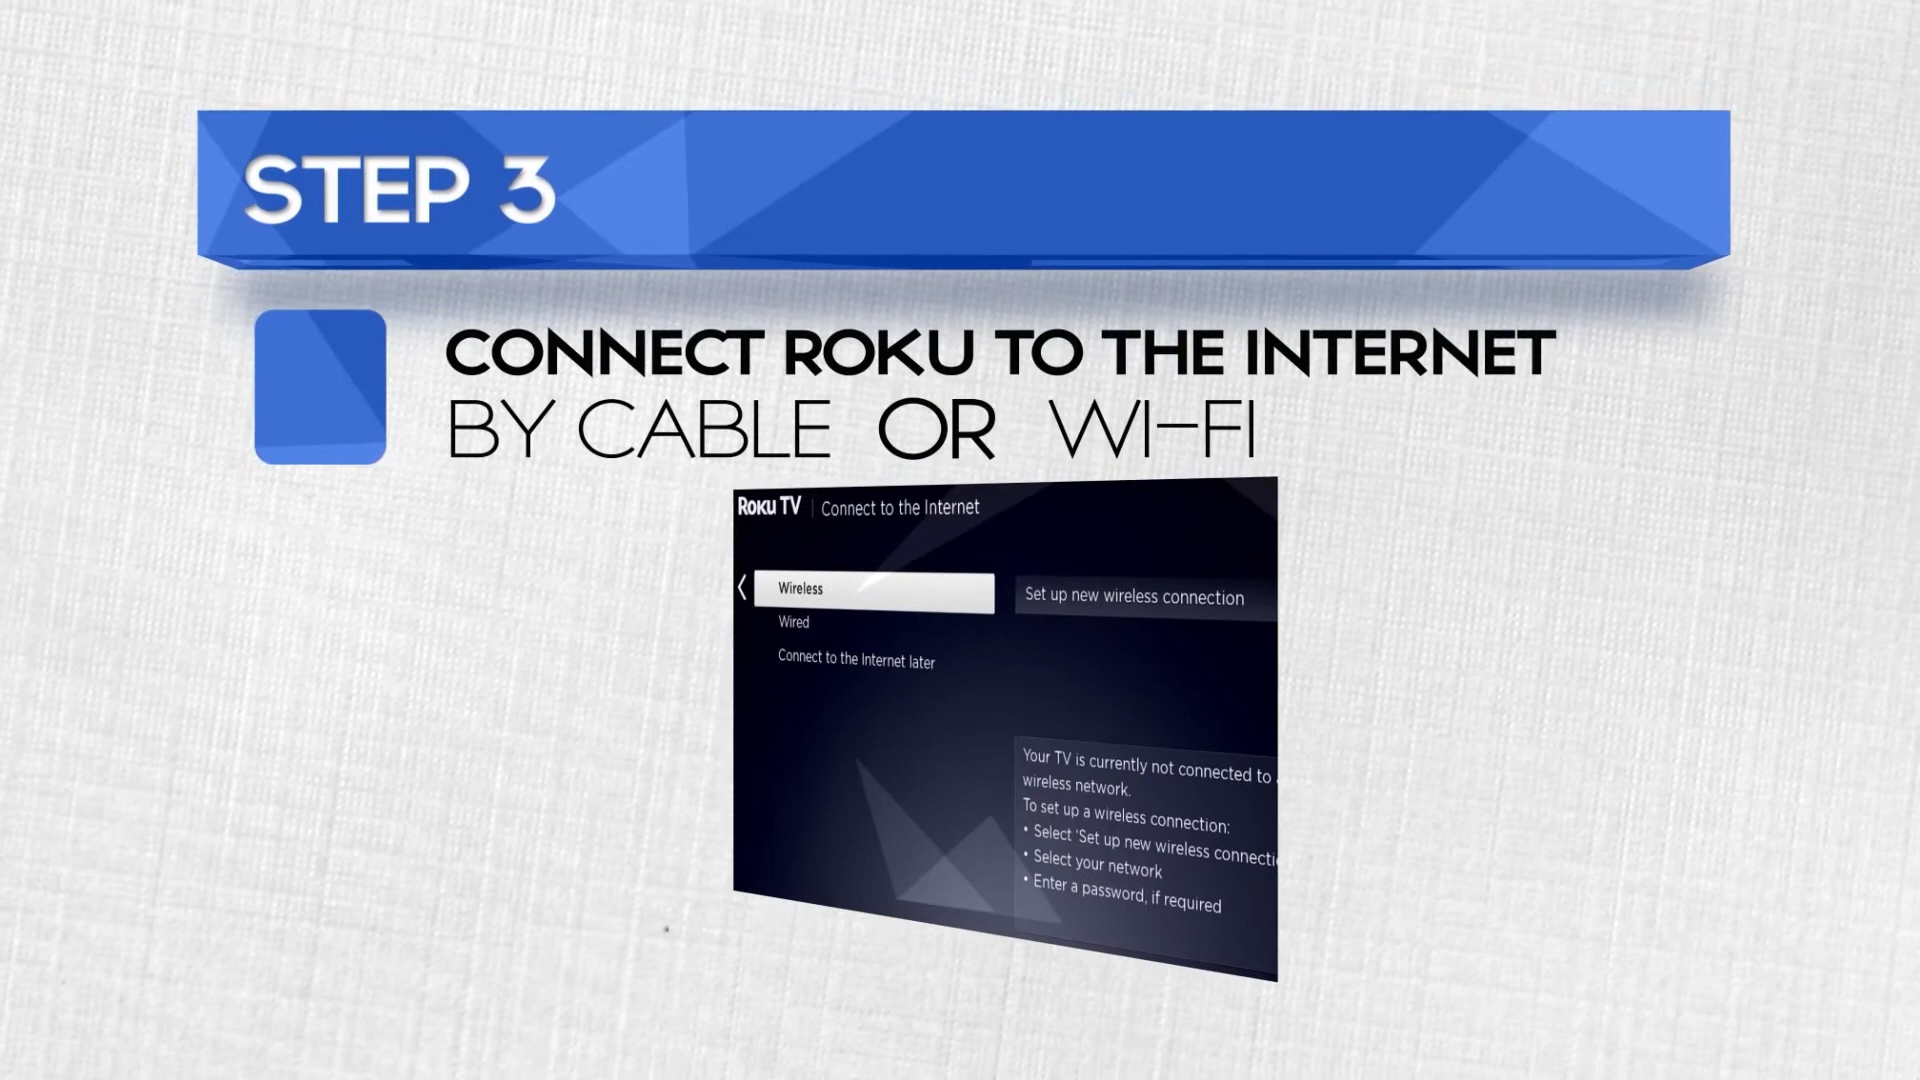 STEP 3
CONNECT ROKU TO THE INTERNET
BY CABLE OR WI-FI
ROKU TV | Connect to the Internet
Wireless
Set up new wireless connection
Wired
Connect to the Internet later
Your TV is currently not connected to
wireless network.
To set up a wireless connection:
• Select 'Set up new wireless
• Select your network
• Enter a password, if required